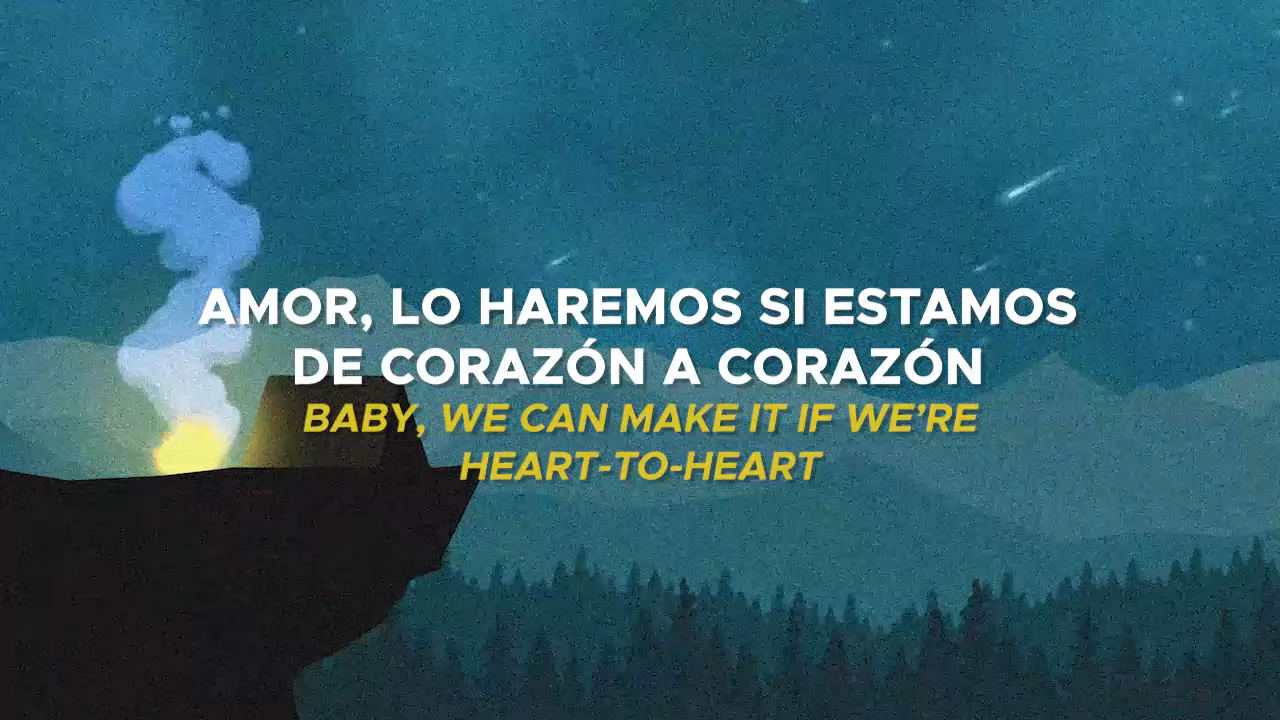 AMOR, LO HAREMOS SI ESTAMOS
DE CORAZÓN A CORAZÓN
BABY, WE CAN MAKE IT IF WE’RE
HEART-TO-HEART